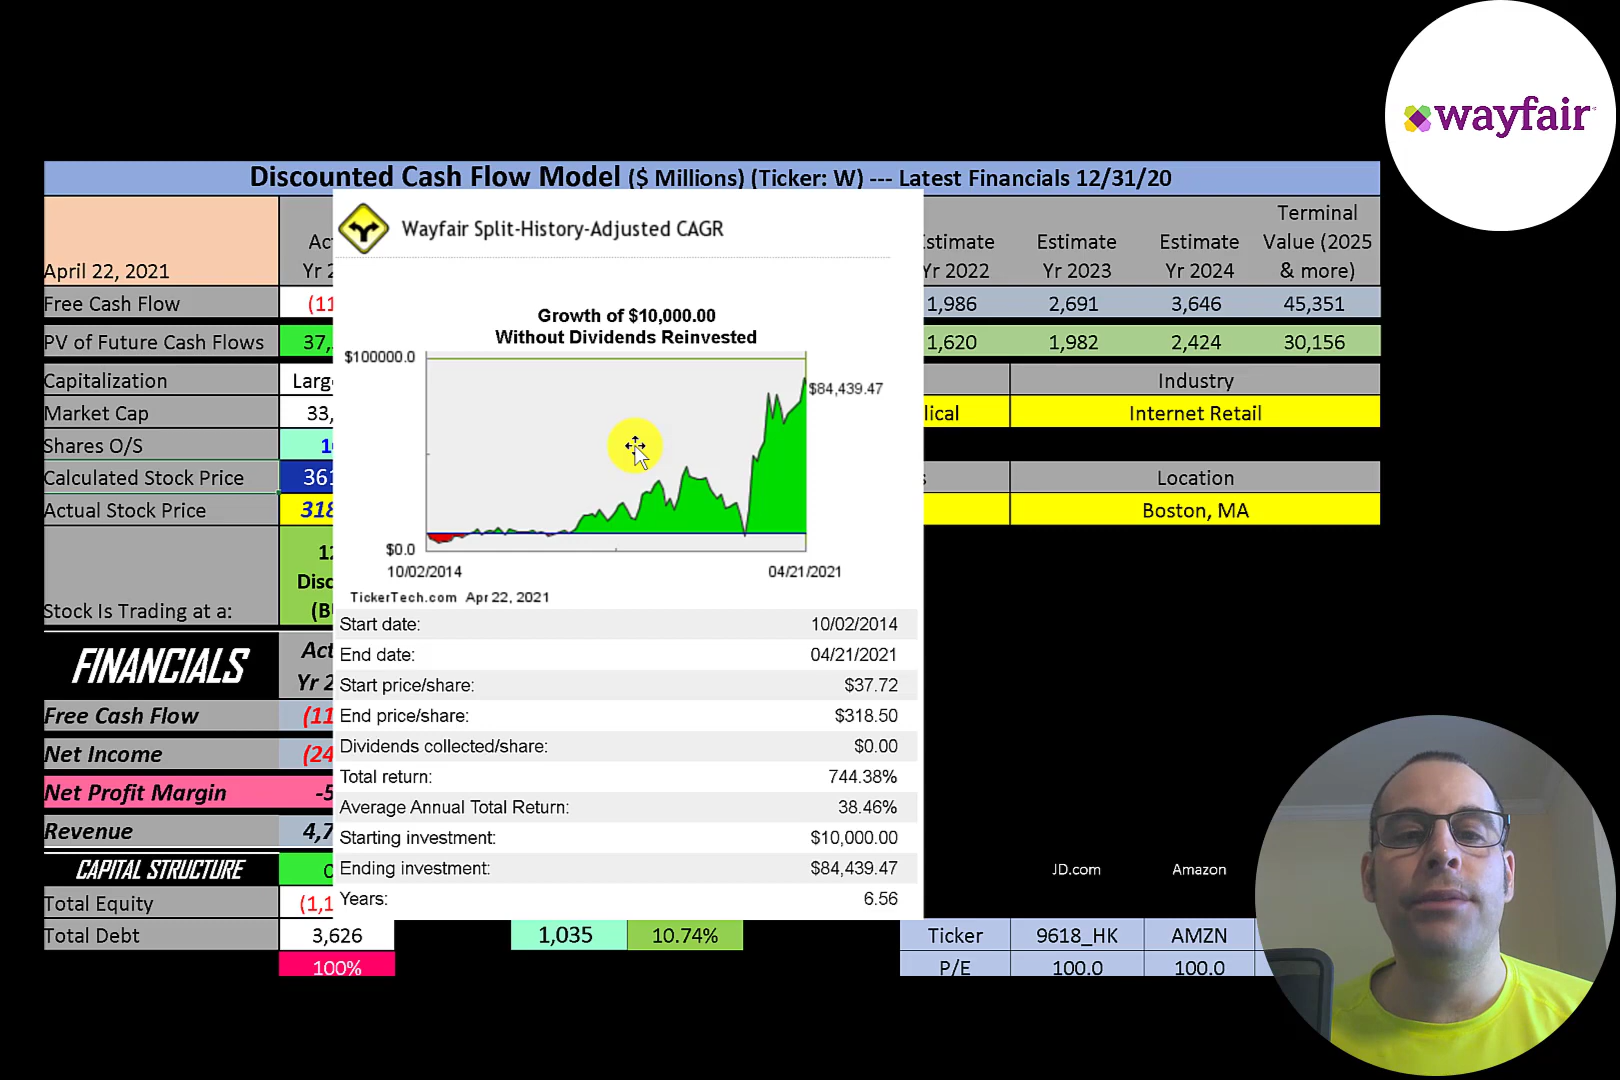 wayfair
Discounted Cash Flow Model ($ Millions) (Ticker: W) --- Latest Financials 12/31/20
Wayfair Split-History-Adjusted CAGR
April 22, 2021
Estimate Yr 2023
Estimate Yr 2024
Terminal Value (2025 & more)
Yr 2022
Free Cash Flow 1,986 2,691 3,646 45,351
PV of Future Cash Flows 1,620 1,982 2,424 30,156
Capitalization Industry
Market Cap Internet Retail
Shares O/S
Calculated Stock Price Location
Actual Stock Price Boston, MA
Stock Is Trading at a:
FINANCIALS
Free Cash Flow
Net Income
Net Profit Margin
Revenue
CAPITAL STRUCTURE
Total Equity
Total Debt 3,626 1,035 10.74%
100%
Growth of $10,000.00
Without Dividends Reinvested
$100000.0
$84,439.47
$0.0
10/02/2014 04/21/2021
TickerTech.com Apr 22, 2021
Start date: 10/02/2014
End date: 04/21/2021
Start price/share: $37.72
End price/share: $318.50
Dividends collected/share: $0.00
Total return: 744.38%
Average Annual Total Return: 38.46%
Starting investment: $10,000.00
Ending investment: $84,439.47
Years: 6.56
JD.com Amazon
Ticker 9618_HK AMZN
P/E 100.0 100.0